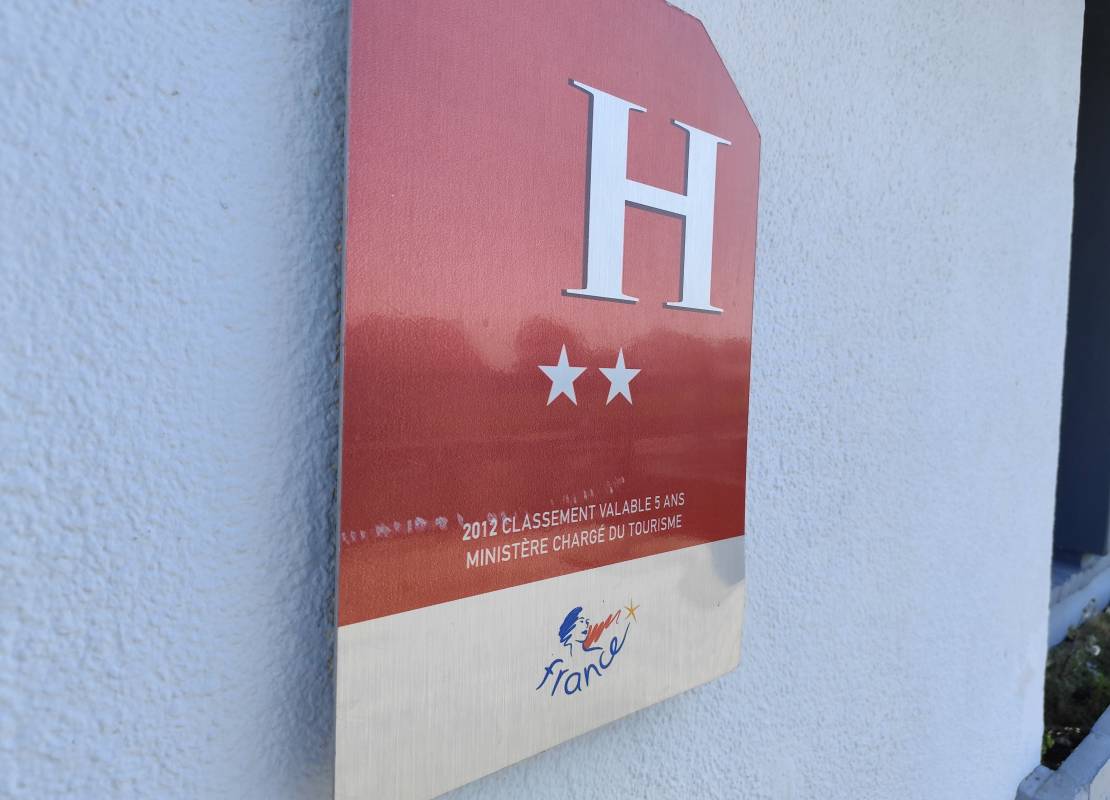 H
2012 CLASSEMENT VALABLE 5 ANS
MINISTÈRE CHARGÉ DU TOURISME
france